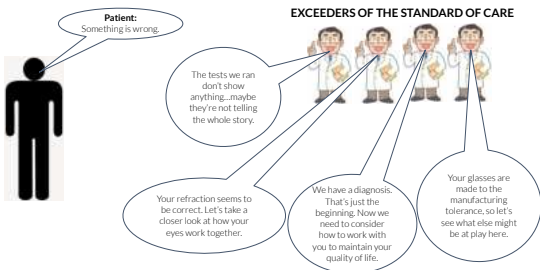 EXCEEDERS OF THE STANDARD OF CARE
Patient:
Something is wrong.
The tests we ran
don't show
anything...maybe
they're not telling
the whole story.
Your refraction seems to
be correct. Let's take a
closer look at how your
eyes work together.
We have a diagnosis.
That's just the
beginning. Now we
need to consider
how to work with
you to maintain your
quality of life.
Your glasses are
made to the
manufacturing
tolerance, so let's
see what else might
be at play here.